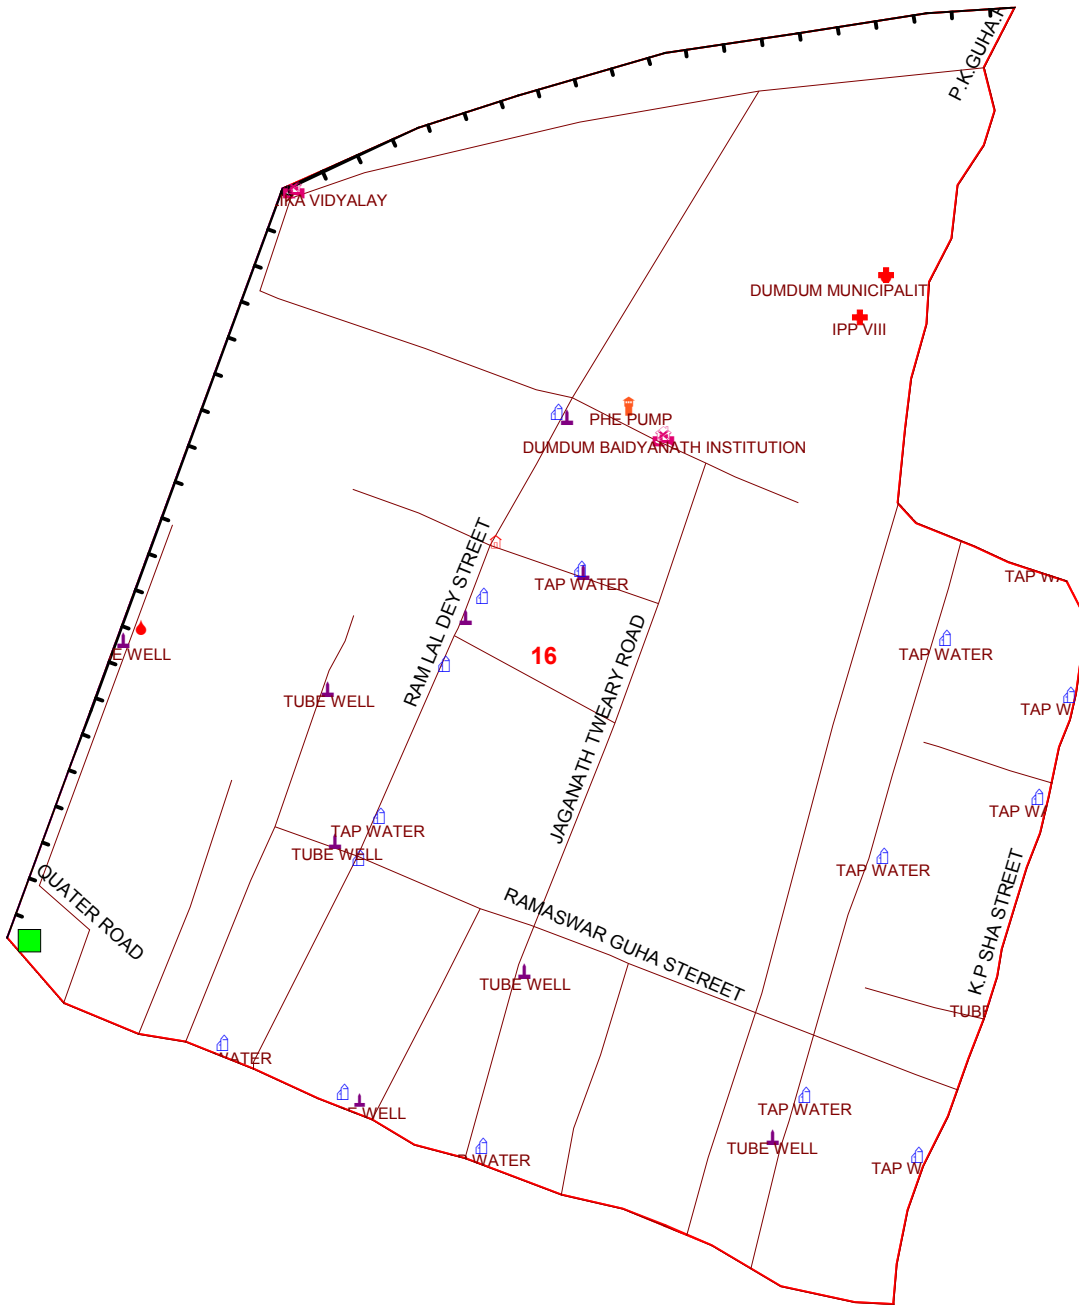 P.K.GUHA.R
IKA VIDYALAY
DUMDUM MUNICIPALIT
IPP VIII
PHE PUMP
DUMDUM BAIDYANATH INSTITUTION
RAM LAL DEY STREET
TAP WATER
TAP WA
JAGANATH TWEARY ROAD
16
E WELL
TAP WATER
TUBE WELL
TAP W
TAP WA
TAP WATER
TUBE WELL
TAP WATER
QUATER ROAD
RAMASWAR GUHA STEREET
K.P SHA STREET
TUBE WELL
TUBE
WATER
E WELL
TAP WATER
TUBE WELL
P WATER
TAP W